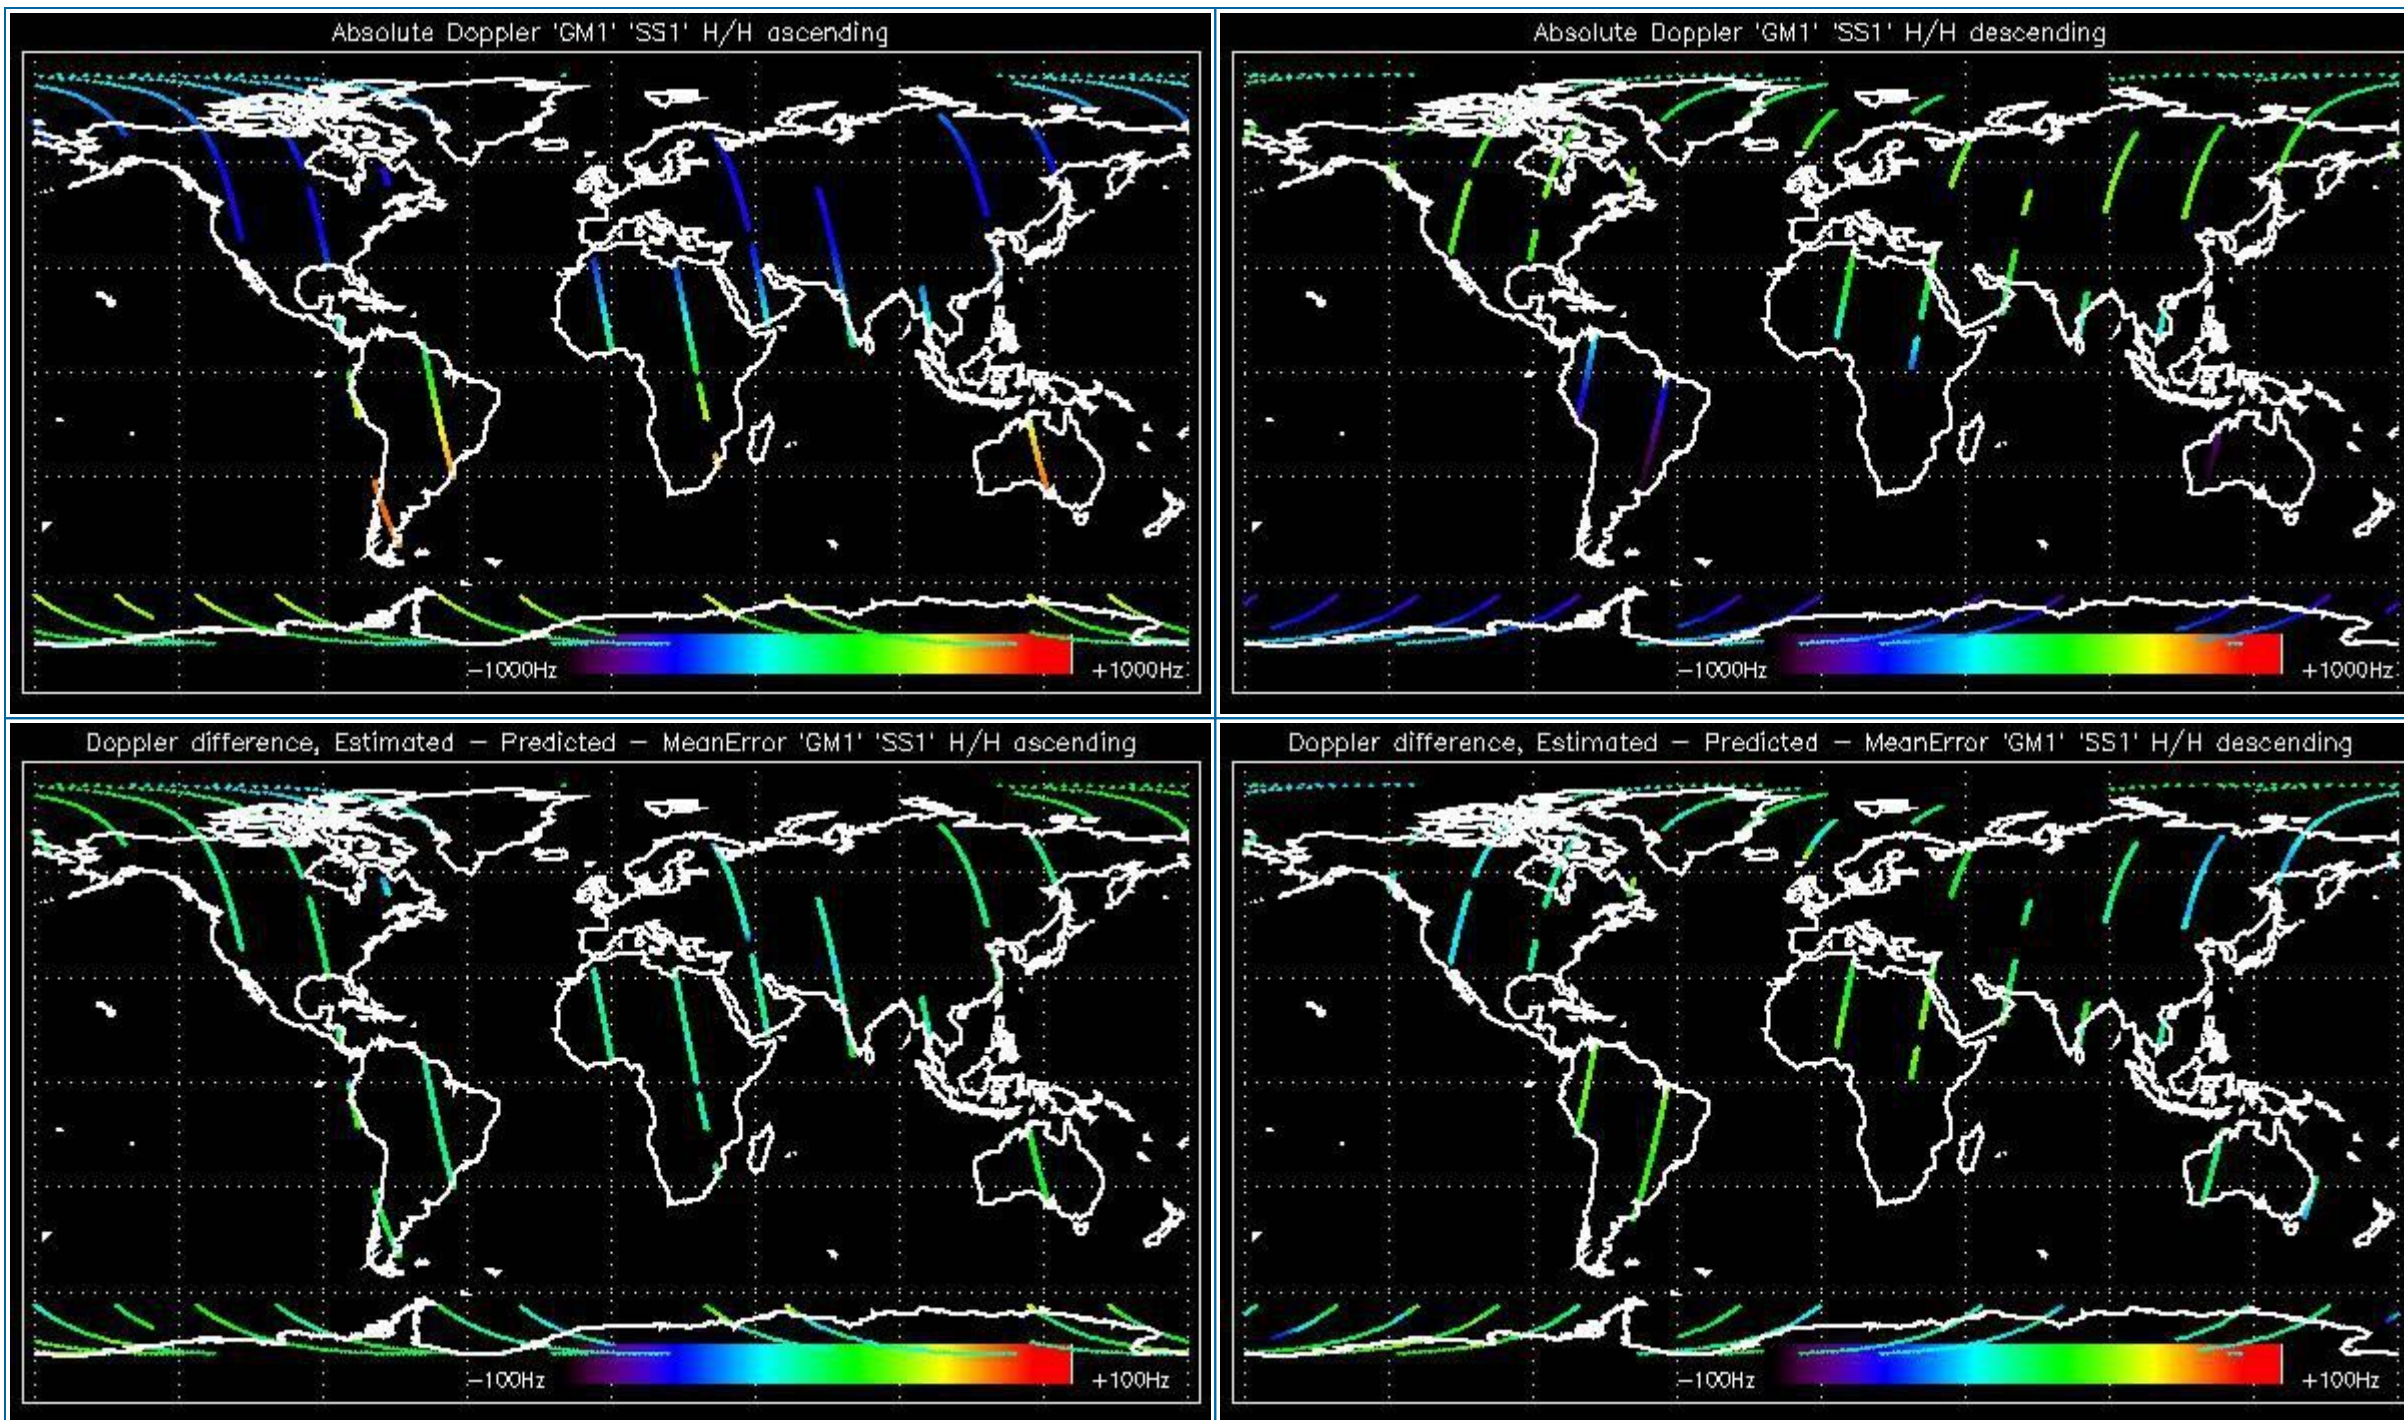 Absolute Doppler 'GM1' 'SS1' H/H ascending
−1000Hz
+1000Hz
Absolute Doppler 'GM1' 'SS1' H/H descending
−1000Hz
+1000Hz
Doppler difference, Estimated − Predicted − MeanError 'GM1' 'SS1' H/H ascending
−100Hz
+100Hz
Doppler difference, Estimated − Predicted − MeanError 'GM1' 'SS1' H/H descending
−100Hz
+100Hz